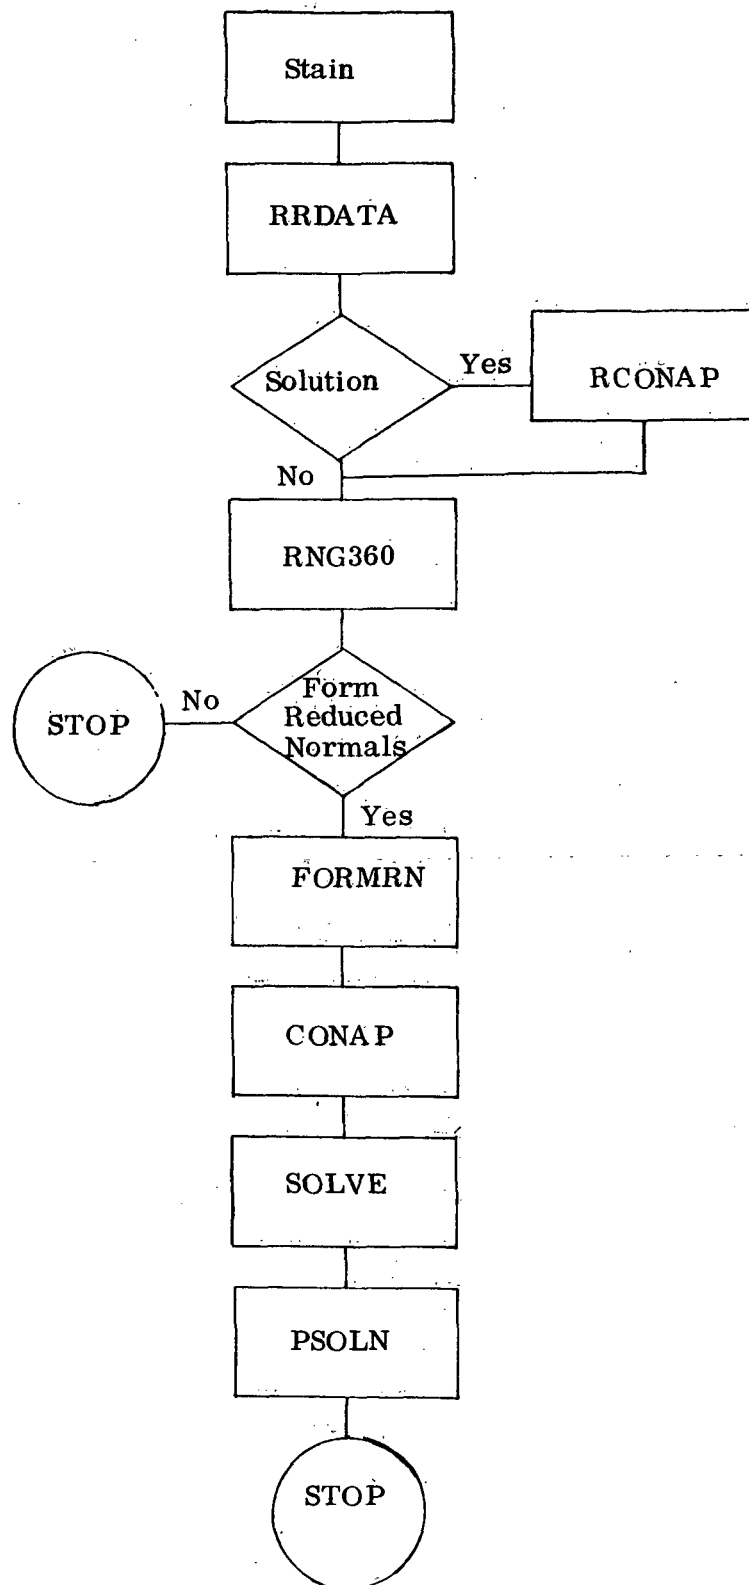 Stain
RRDATA
Solution
Yes
RCONAP
No
RNG360
Form
Reduced
Normals
No
STOP
Yes
FORMRN
CONAP
SOLVE
PSOLN
STOP